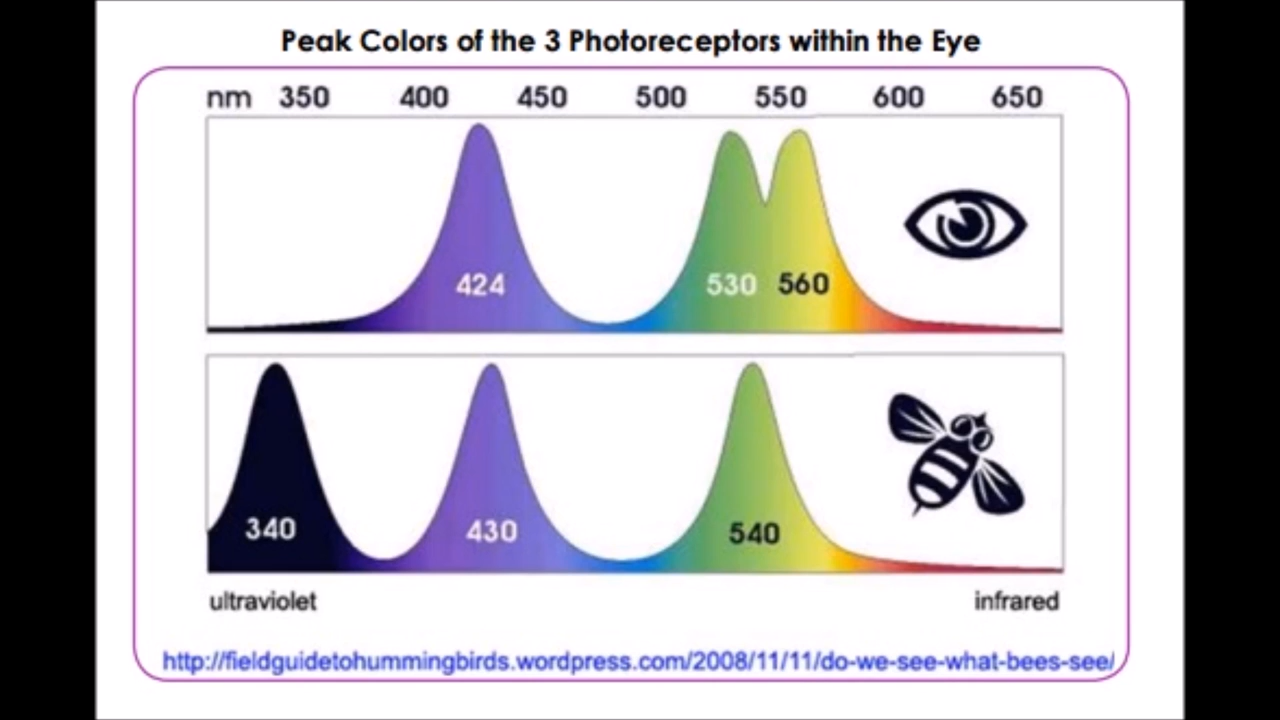 Peak Colors of the 3 Photoreceptors within the Eye
nm 350 400 450 500 550 600 650
424 530 560
340 430 540
ultraviolet infrared
http://fieldguidetohummingbirds.wordpress.com/2008/11/11/do-we-see-what-bees-see/